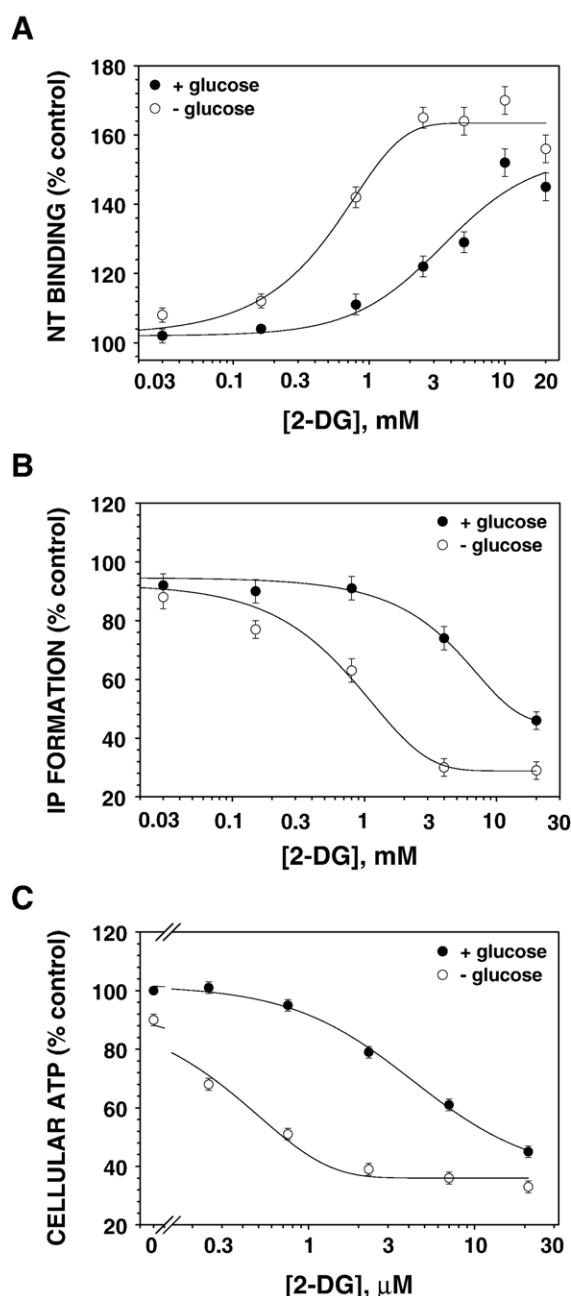 A
NT BINDING (% control)
180
160
140
120
100
+ glucose
- glucose
0.03 0.1 0.3 1 3 10 20
[2-DG], mM
B
IP FORMATION (% control)
120
100
80
60
40
20
+ glucose
- glucose
0.03 0.1 0.3 1 3 10 30
[2-DG], mM
C
CELLULAR ATP (% control)
120
100
80
60
40
20
+ glucose
- glucose
0 0.3 1 3 10 30
[2-DG], µM